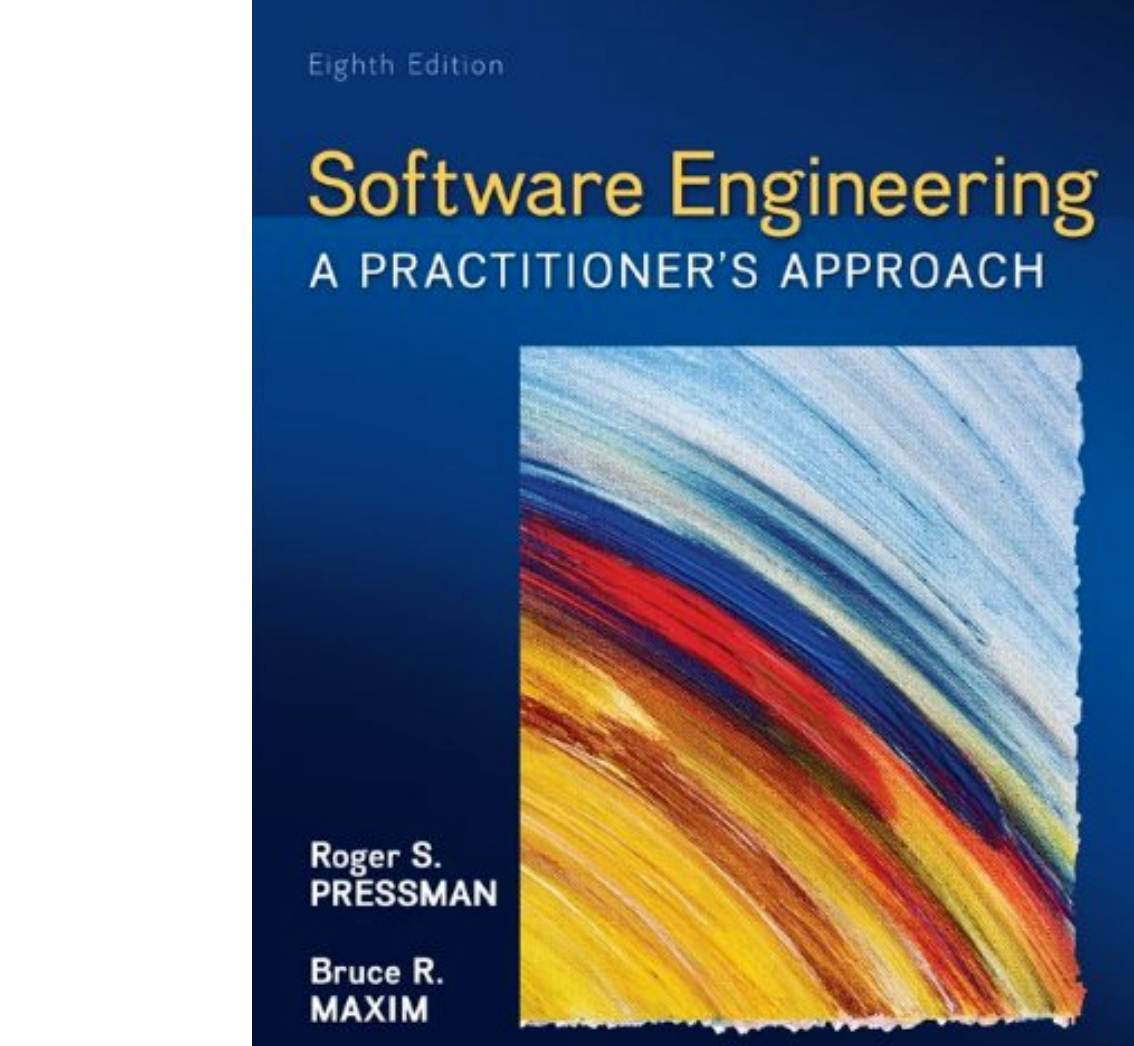 Eighth Edition
Software Engineering
A PRACTITIONER'S APPROACH
Roger S.
PRESSMAN
Bruce R.
MAXIM